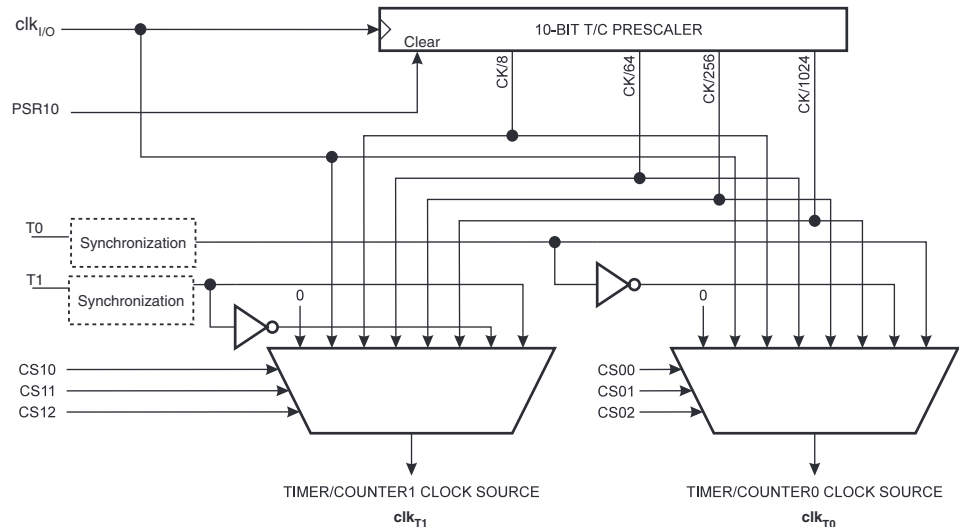 clkI/O
10-BIT T/C PRESCALER
Clear
CK/8
CK/64
CK/256
CK/1024
PSR10
T0
Synchronization
T1
Synchronization
0
0
CS10
CS11
CS12
CS00
CS01
CS02
TIMER/COUNTER1 CLOCK SOURCE
clkT1
TIMER/COUNTER0 CLOCK SOURCE
clkT0